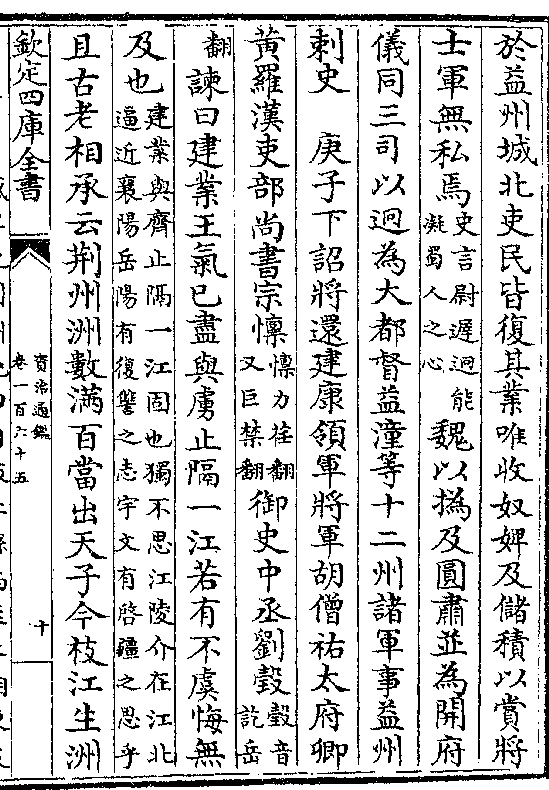 於益州城北吏民皆復其業唯收奴婢及儲積以賞將
士軍無私焉史言尉遲迥能凝蜀人之心魏以撝及圓肅並為開府
儀同三司以迥為大都督益潼等十二州諸軍事益州
刺史 庚子下詔將還建康領軍將軍胡僧祐太府卿
黃羅漢吏部尚書宗懍懍力荏翻又巨禁翻御史中丞劉㲄㲄音訖岳
翻諫曰建業王氣已盡與虜止隔一江若有不虞悔無
及也建業與齊止隔一江固也獨不思江陵介在江北逼近襄陽岳陽有復讐之志宇文有啓疆之思乎
且古老相承云荆州洲數滿百當出天子今枝江生洲
欽定四庫全書
資治通鑑
卷一百六十五
十